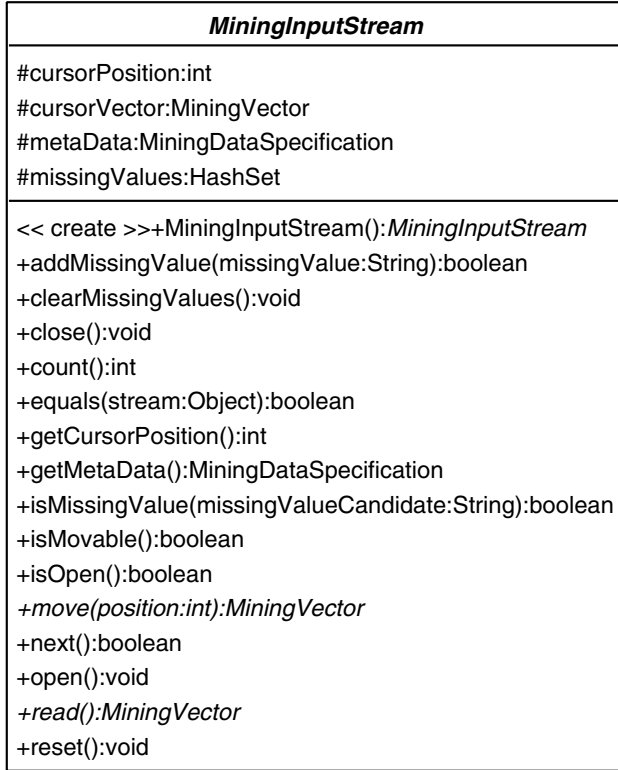 MiningInputStream
#cursorPosition:int
#cursorVector:MiningVector
#metaData:MiningDataSpecification
#missingValues:HashSet
<< create >>+MiningInputStream():MiningInputStream
+addMissingValue(missingValue:String):boolean
+clearMissingValues():void
+close():void
+count():int
+equals(stream:Object):boolean
+getCursorPosition():int
+getMetaData():MiningDataSpecification
+isMissingValue(missingValueCandidate:String):boolean
+isMovable():boolean
+isOpen():boolean
+move(position:int):MiningVector
+next():boolean
+open():void
+read():MiningVector
+reset():void